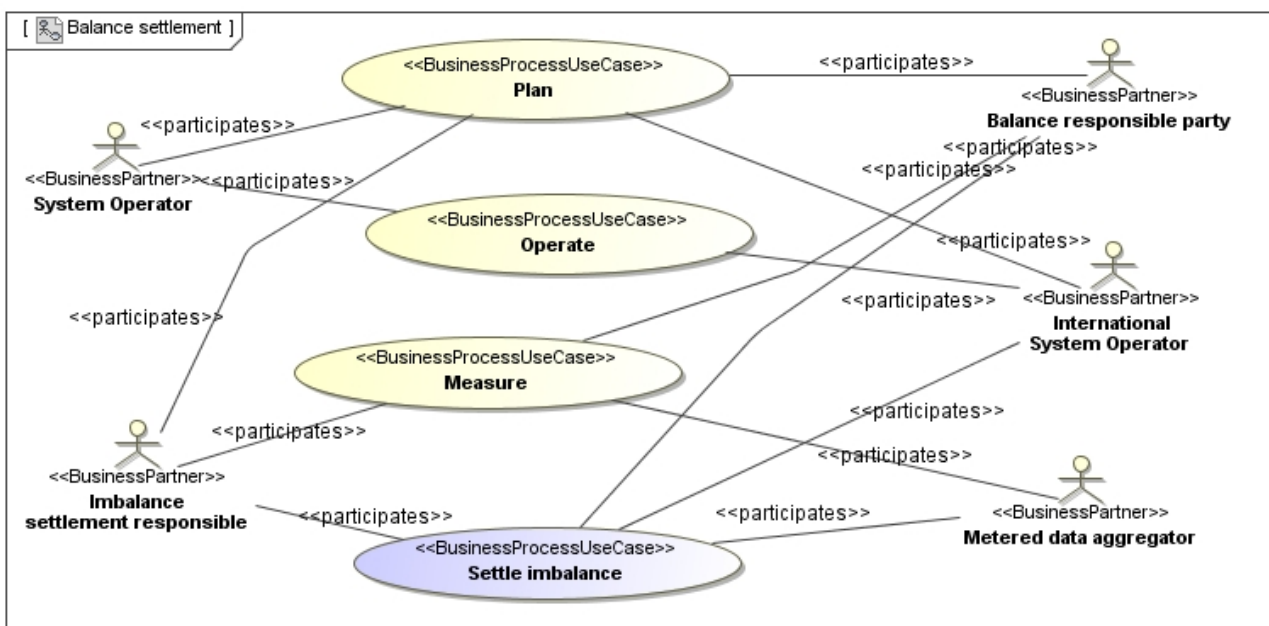 [ Balance settlement ]
<<BusinessProcessUseCase>>
Plan
<<participates>>
<<BusinessPartner>>
Balance responsible party
<<participates>>
<<participates>>
<<participates>>
<<BusinessPartner>>
System Operator
<<participates>>
<<BusinessProcessUseCase>>
Operate
<<participates>>
<<BusinessPartner>>
International
System Operator
<<participates>>
<<participates>>
<<BusinessProcessUseCase>>
Measure
<<participates>>
<<participates>>
<<BusinessPartner>>
Imbalance
settlement responsible
<<participates>>
<<BusinessPartner>>
Metered data aggregator
<<participates>>
<<participates>>
<<BusinessProcessUseCase>>
Settle imbalance